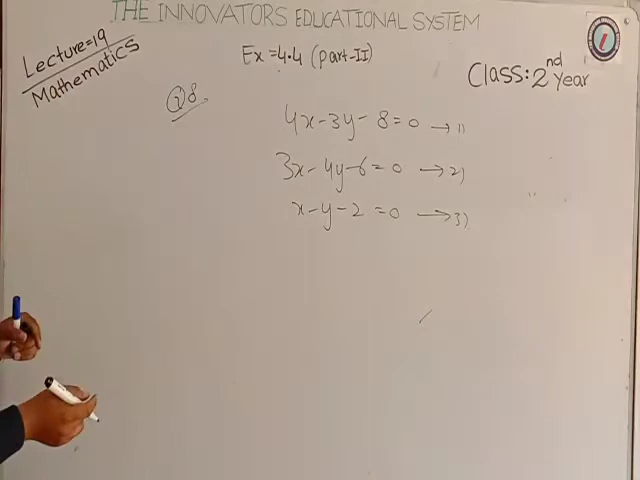 THE INNOVATORS EDUCATIONAL SYSTEM
Lecture=19
Mathematics
Ex=4.4 (Part-II)
Class: 2nd year
Q8
4x-3y-8=0 → 1)
3x-4y-6=0 → 2)
x-y-2=0 → 3)